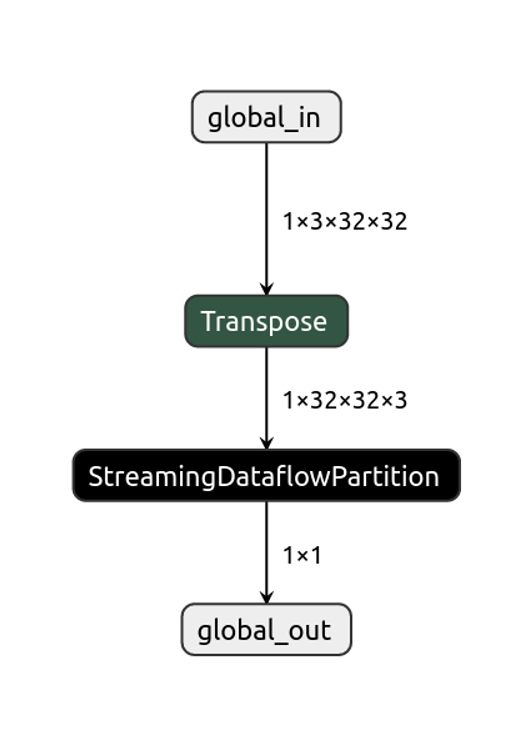 global_in
1×3×32×32
Transpose
1×32×32×3
StreamingDataflowPartition
1×1
global_out